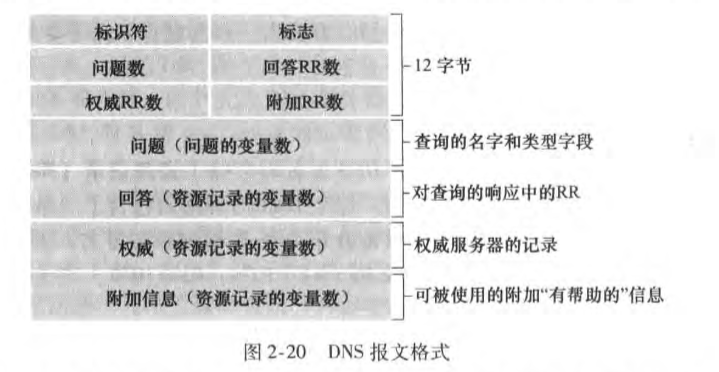 标识符 标志
问题数 回答RR数 12字节
权威RR数 附加RR数
问题（问题的变量数） 查询的名字和类型字段
回答（资源记录的变量数） 对查询的响应中的RR
权威（资源记录的变量数） 权威服务器的记录
附加信息（资源记录的变量数） 可被使用的附加“有帮助的”信息
图2-20 DNS报文格式